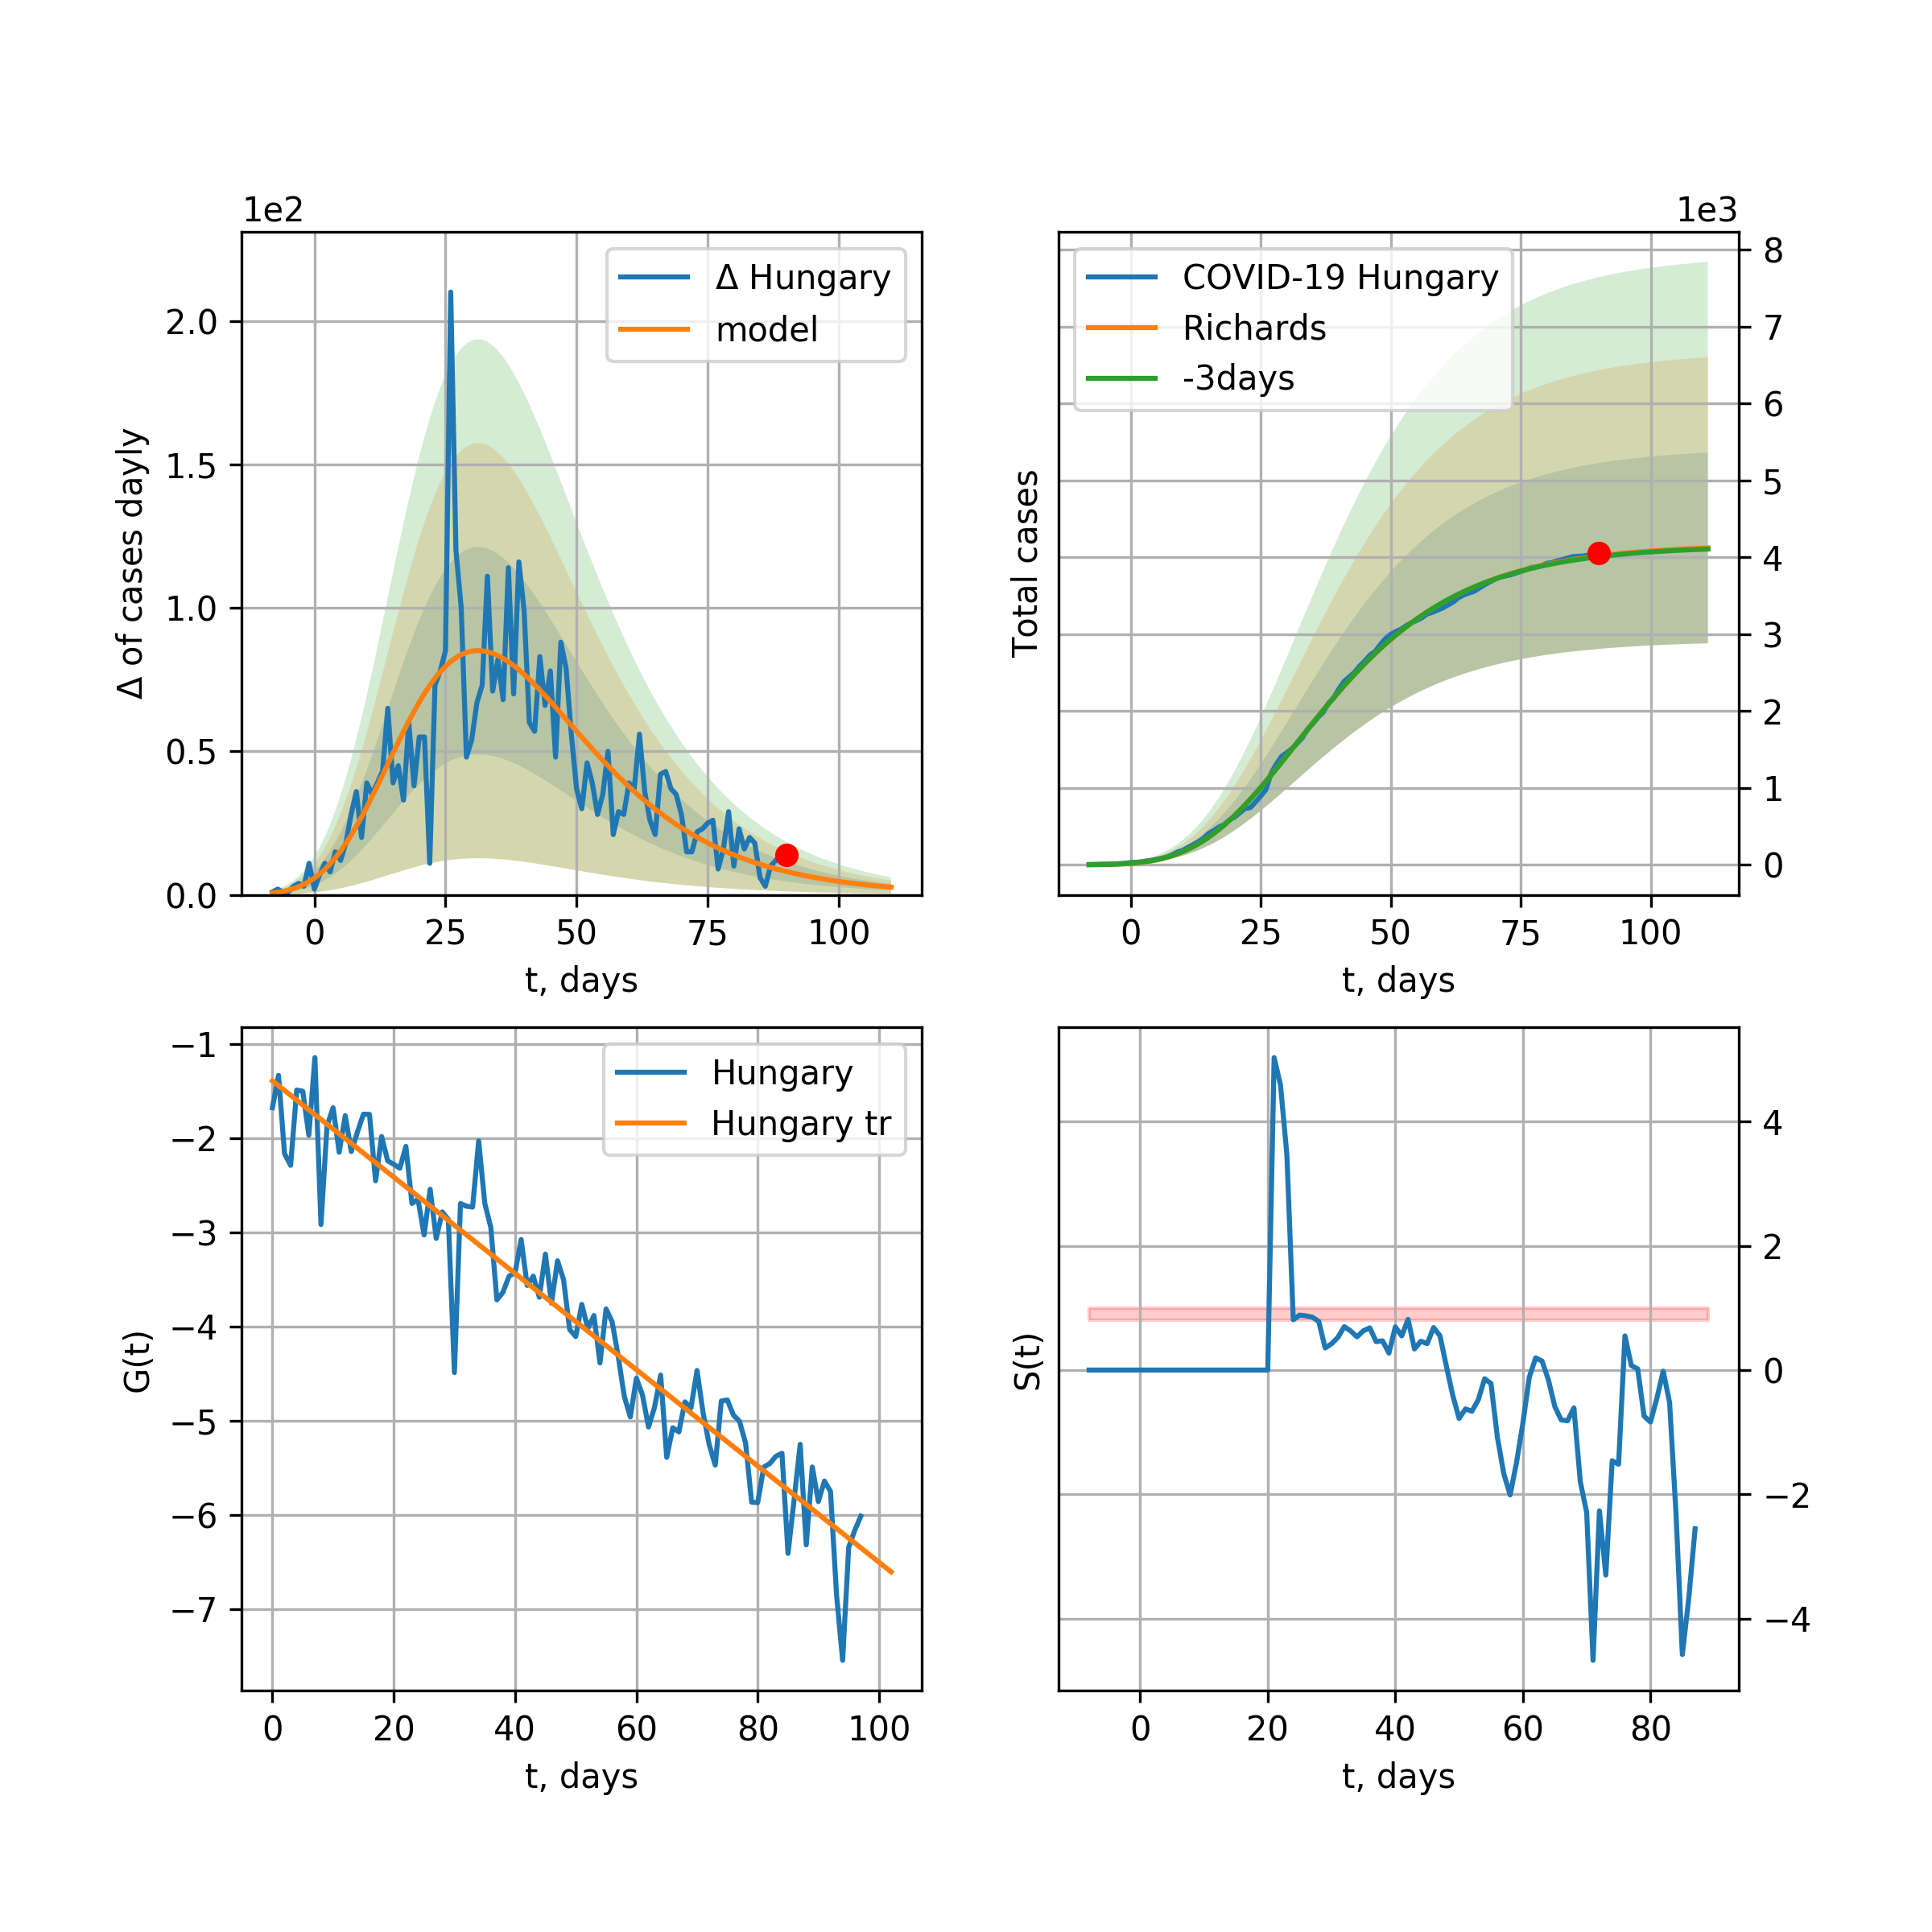 1e2
Δ of cases dayly
2.0
1.5
1.0
0.5
0.0
Δ Hungary
model
0 25 50 75 100
t, days
1e3
Total cases
COVID-19 Hungary
Richards
-3days
8
7
6
5
4
3
2
1
0
0 25 50 75 100
t, days
G(t)
−1
−2
−3
−4
−5
−6
−7
Hungary
Hungary tr
0 20 40 60 80 100
t, days
S(t)
4
2
0
−2
−4
0 20 40 60 80
t, days